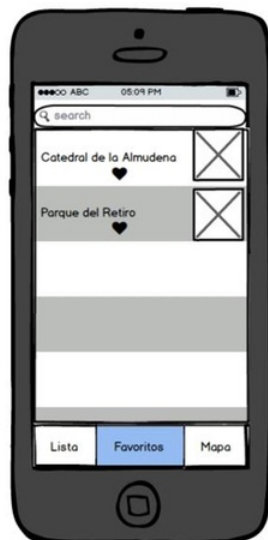 ABC 05:09 PM
search
Catedral de la Almudena
Parque del Retiro
Lista Favoritos Mapa